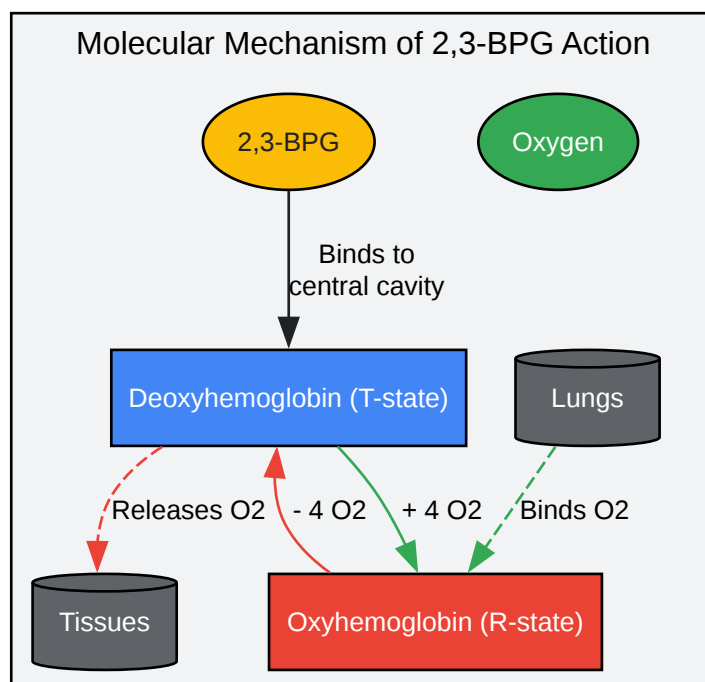 Molecular Mechanism of 2,3-BPG Action
2,3-BPG
Oxygen
Binds to
central cavity
Deoxyhemoglobin (T-state)
Lungs
Releases O2
- 4 O2
+ 4 O2
Binds O2
Tissues
Oxyhemoglobin (R-state)